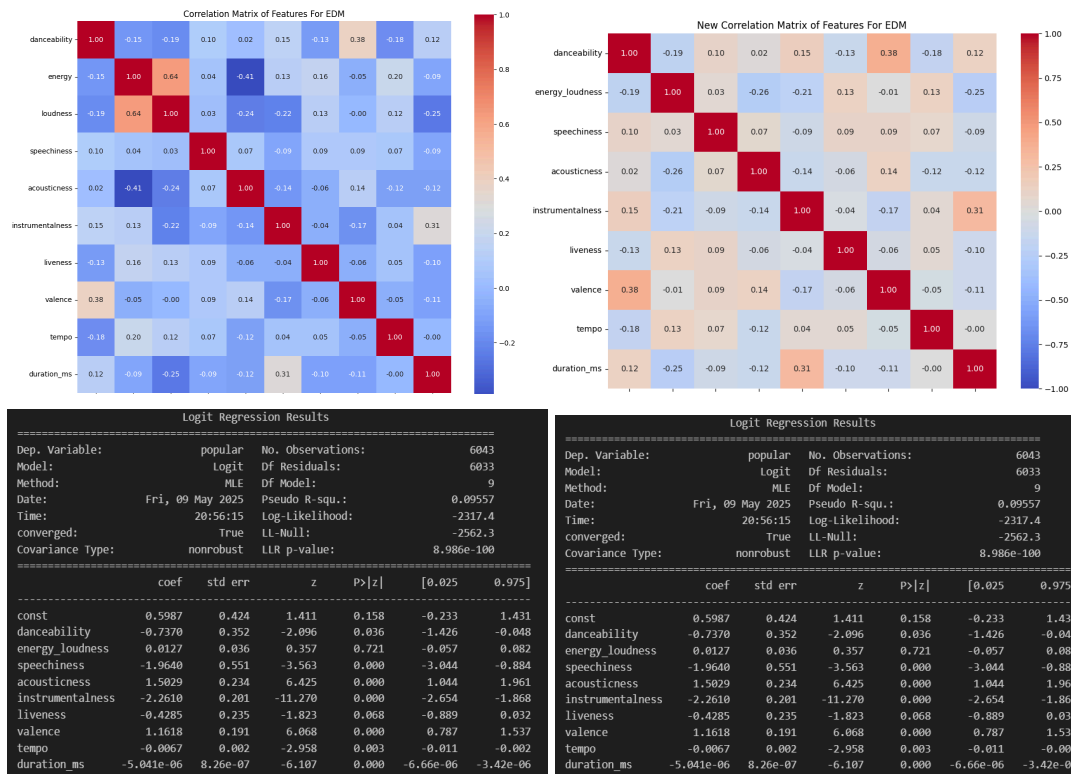 Correlation Matrix of Features For EDM
danceability 1.00 -0.15 -0.19 0.10 0.02 0.15 -0.13 0.38 -0.18 0.12
energy -0.15 1.00 0.64 0.04 -0.41 0.13 0.16 -0.05 0.20 -0.09
loudness -0.19 0.64 1.00 0.03 -0.24 -0.22 0.13 -0.00 0.12 -0.25
speechiness 0.10 0.04 0.03 1.00 0.07 -0.09 0.09 0.09 0.07 -0.09
acousticness 0.02 -0.41 -0.24 0.07 1.00 -0.14 -0.06 0.14 -0.12 -0.12
instrumentalness 0.15 0.13 -0.22 -0.09 -0.14 1.00 -0.04 -0.17 0.04 0.31
liveness -0.13 0.16 0.13 0.09 -0.06 -0.04 1.00 -0.06 0.05 -0.10
valence 0.38 -0.05 -0.00 0.09 0.14 -0.17 -0.06 1.00 -0.05 -0.11
tempo -0.18 0.20 0.12 0.07 -0.12 0.04 0.05 -0.05 1.00 -0.00
duration_ms 0.12 -0.09 -0.25 -0.09 -0.12 0.31 -0.10 -0.11 -0.00 1.00
1.0
0.8
0.6
0.4
0.2
0.0
−0.2
New Correlation Matrix of Features For EDM
danceability 1.00 -0.19 0.10 0.02 0.15 -0.13 0.38 -0.18 0.12
energy_loudness -0.19 1.00 0.03 -0.26 -0.21 0.13 -0.01 0.13 -0.25
speechiness 0.10 0.03 1.00 0.07 -0.09 0.09 0.09 0.07 -0.09
acousticness 0.02 -0.26 0.07 1.00 -0.14 -0.06 0.14 -0.12 -0.12
instrumentalness 0.15 -0.21 -0.09 -0.14 1.00 -0.04 -0.17 0.04 0.31
liveness -0.13 0.13 0.09 -0.06 -0.04 1.00 -0.06 0.05 -0.10
valence 0.38 -0.01 0.09 0.14 -0.17 -0.06 1.00 -0.05 -0.11
tempo -0.18 0.13 0.07 -0.12 0.04 0.05 -0.05 1.00 -0.00
duration_ms 0.12 -0.25 -0.09 -0.12 0.31 -0.10 -0.11 -0.00 1.00
1.00
0.75
0.50
0.25
0.00
−0.25
−0.50
−0.75
−1.00
Logit Regression Results
Dep. Variable: popular No. Observations: 6043
Model: Logit Df Residuals: 6033
Method: MLE Df Model: 9
Date: Fri, 09 May 2025 Pseudo R-squ.: 0.09557
Time: 20:56:15 Log-Likelihood: -2317.4
converged: True LL-Null: -2562.3
Covariance Type: nonrobust LLR p-value: 8.986e-100
coef std err z P>|z| [0.025 0.975]
const 0.5987 0.424 1.411 0.158 -0.233 1.431
danceability -0.7370 0.352 -2.096 0.036 -1.426 -0.048
energy_loudness 0.0127 0.036 0.357 0.721 -0.057 0.082
speechiness -1.9640 0.551 -3.563 0.000 -3.044 -0.884
acousticness 1.5029 0.234 6.425 0.000 1.044 1.961
instrumentalness -2.2610 0.201 -11.270 0.000 -2.654 -1.868
liveness -0.4285 0.235 -1.823 0.068 -0.889 0.032
valence 1.1618 0.191 6.068 0.000 0.787 1.537
tempo -0.0067 0.002 -2.958 0.003 -0.011 -0.002
duration_ms -5.041e-06 8.26e-07 -6.107 0.000 -6.66e-06 -3.42e-06
Logit Regression Results
Dep. Variable: popular No. Observations: 6043
Model: Logit Df Residuals: 6033
Method: MLE Df Model: 9
Date: Fri, 09 May 2025 Pseudo R-squ.: 0.09557
Time: 20:56:15 Log-Likelihood: -2317.4
converged: True LL-Null: -2562.3
Covariance Type: nonrobust LLR p-value: 8.986e-100
coef std err z P>|z| [0.025 0.975
const 0.5987 0.424 1.411 0.158 -0.233 1.43
danceability -0.7370 0.352 -2.096 0.036 -1.426 -0.04
energy_loudness 0.0127 0.036 0.357 0.721 -0.057 0.08
speechiness -1.9640 0.551 -3.563 0.000 -3.044 -0.88
acousticness 1.5029 0.234 6.425 0.000 1.044 1.96
instrumentalness -2.2610 0.201 -11.270 0.000 -2.654 -1.86
liveness -0.4285 0.235 -1.823 0.068 -0.889 0.03
valence 1.1618 0.191 6.068 0.000 0.787 1.53
tempo -0.0067 0.002 -2.958 0.003 -0.011 -0.00
duration_ms -5.041e-06 8.26e-07 -6.107 0.000 -6.66e-06 -3.42e-0